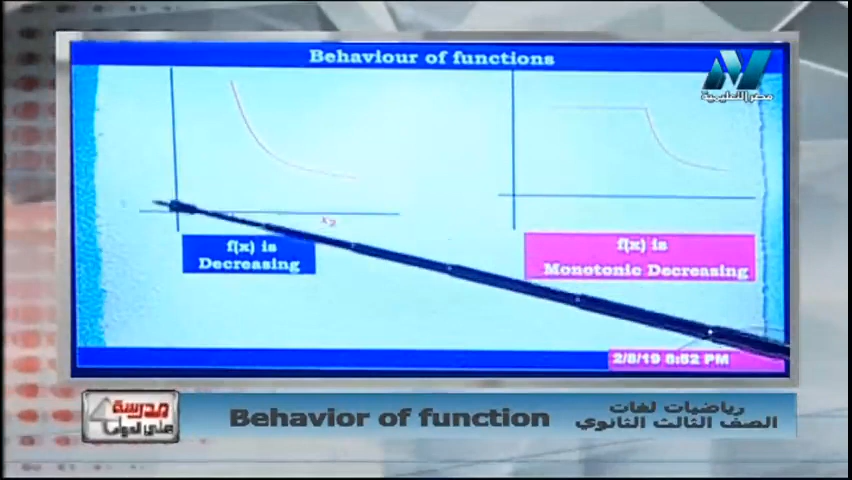 Behaviour of functions
مصر التعليمية
x₂
f(x) is
Decreasing
f(x) is
Monotonic Decreasing
2/8/19 6:52 PM
مدرسة
على الهواء
Behavior of function
رياضيات لغات
الصف الثالث الثانوي